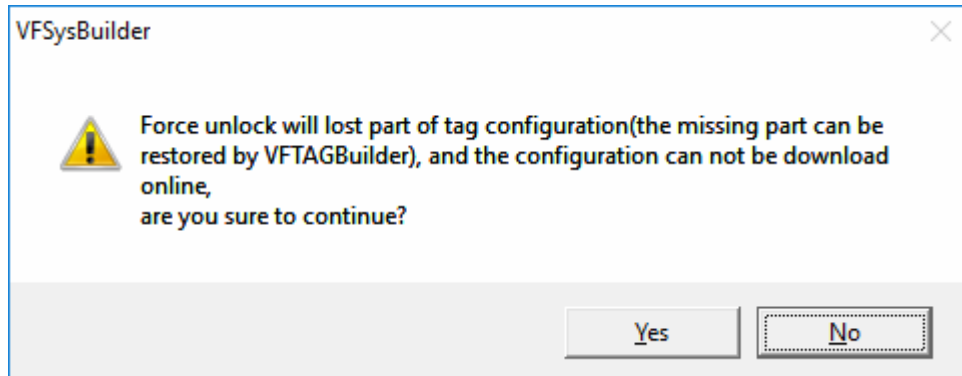 VFSysBuilder
Force unlock will lost part of tag configuration(the missing part can be
restored by VFTAGBuilder), and the configuration can not be download
online,
are you sure to continue?
Yes
No